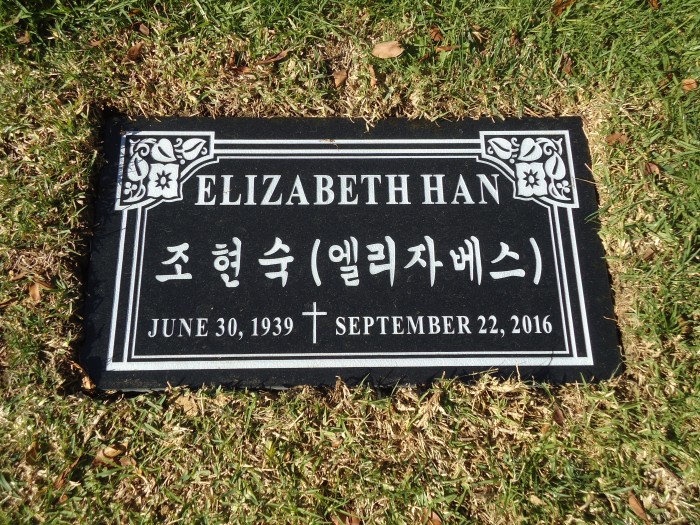 ELIZABETH HAN
조현숙(엘리자베스)
JUNE 30, 1939 † SEPTEMBER 22, 2016